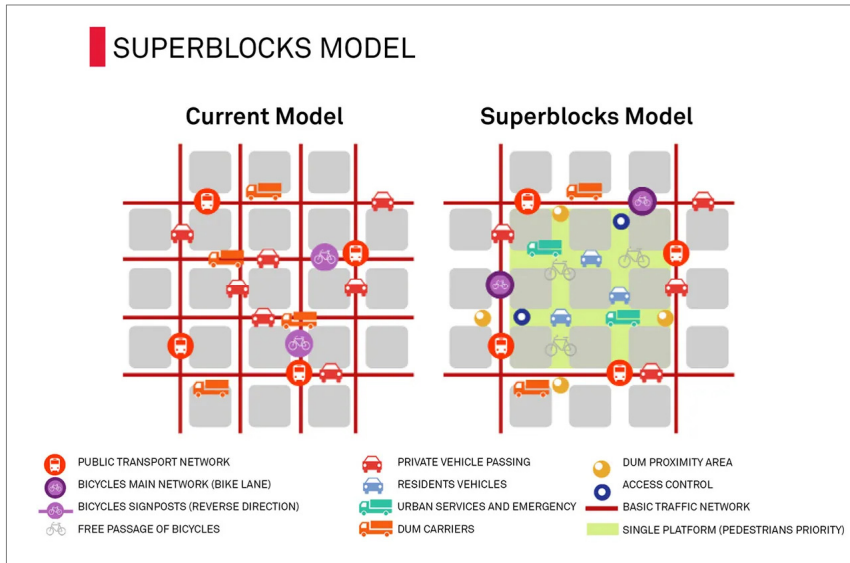 SUPERBLOCKS MODEL
Current Model
Superblocks Model
PUBLIC TRANSPORT NETWORK
BICYCLES MAIN NETWORK (BIKE LANE)
BICYCLES SIGNPOSTS (REVERSE DIRECTION)
FREE PASSAGE OF BICYCLES
PRIVATE VEHICLE PASSING
RESIDENTS VEHICLES
URBAN SERVICES AND EMERGENCY
DUM CARRIERS
DUM PROXIMITY AREA
ACCESS CONTROL
BASIC TRAFFIC NETWORK
SINGLE PLATFORM (PEDESTRIANS PRIORITY)